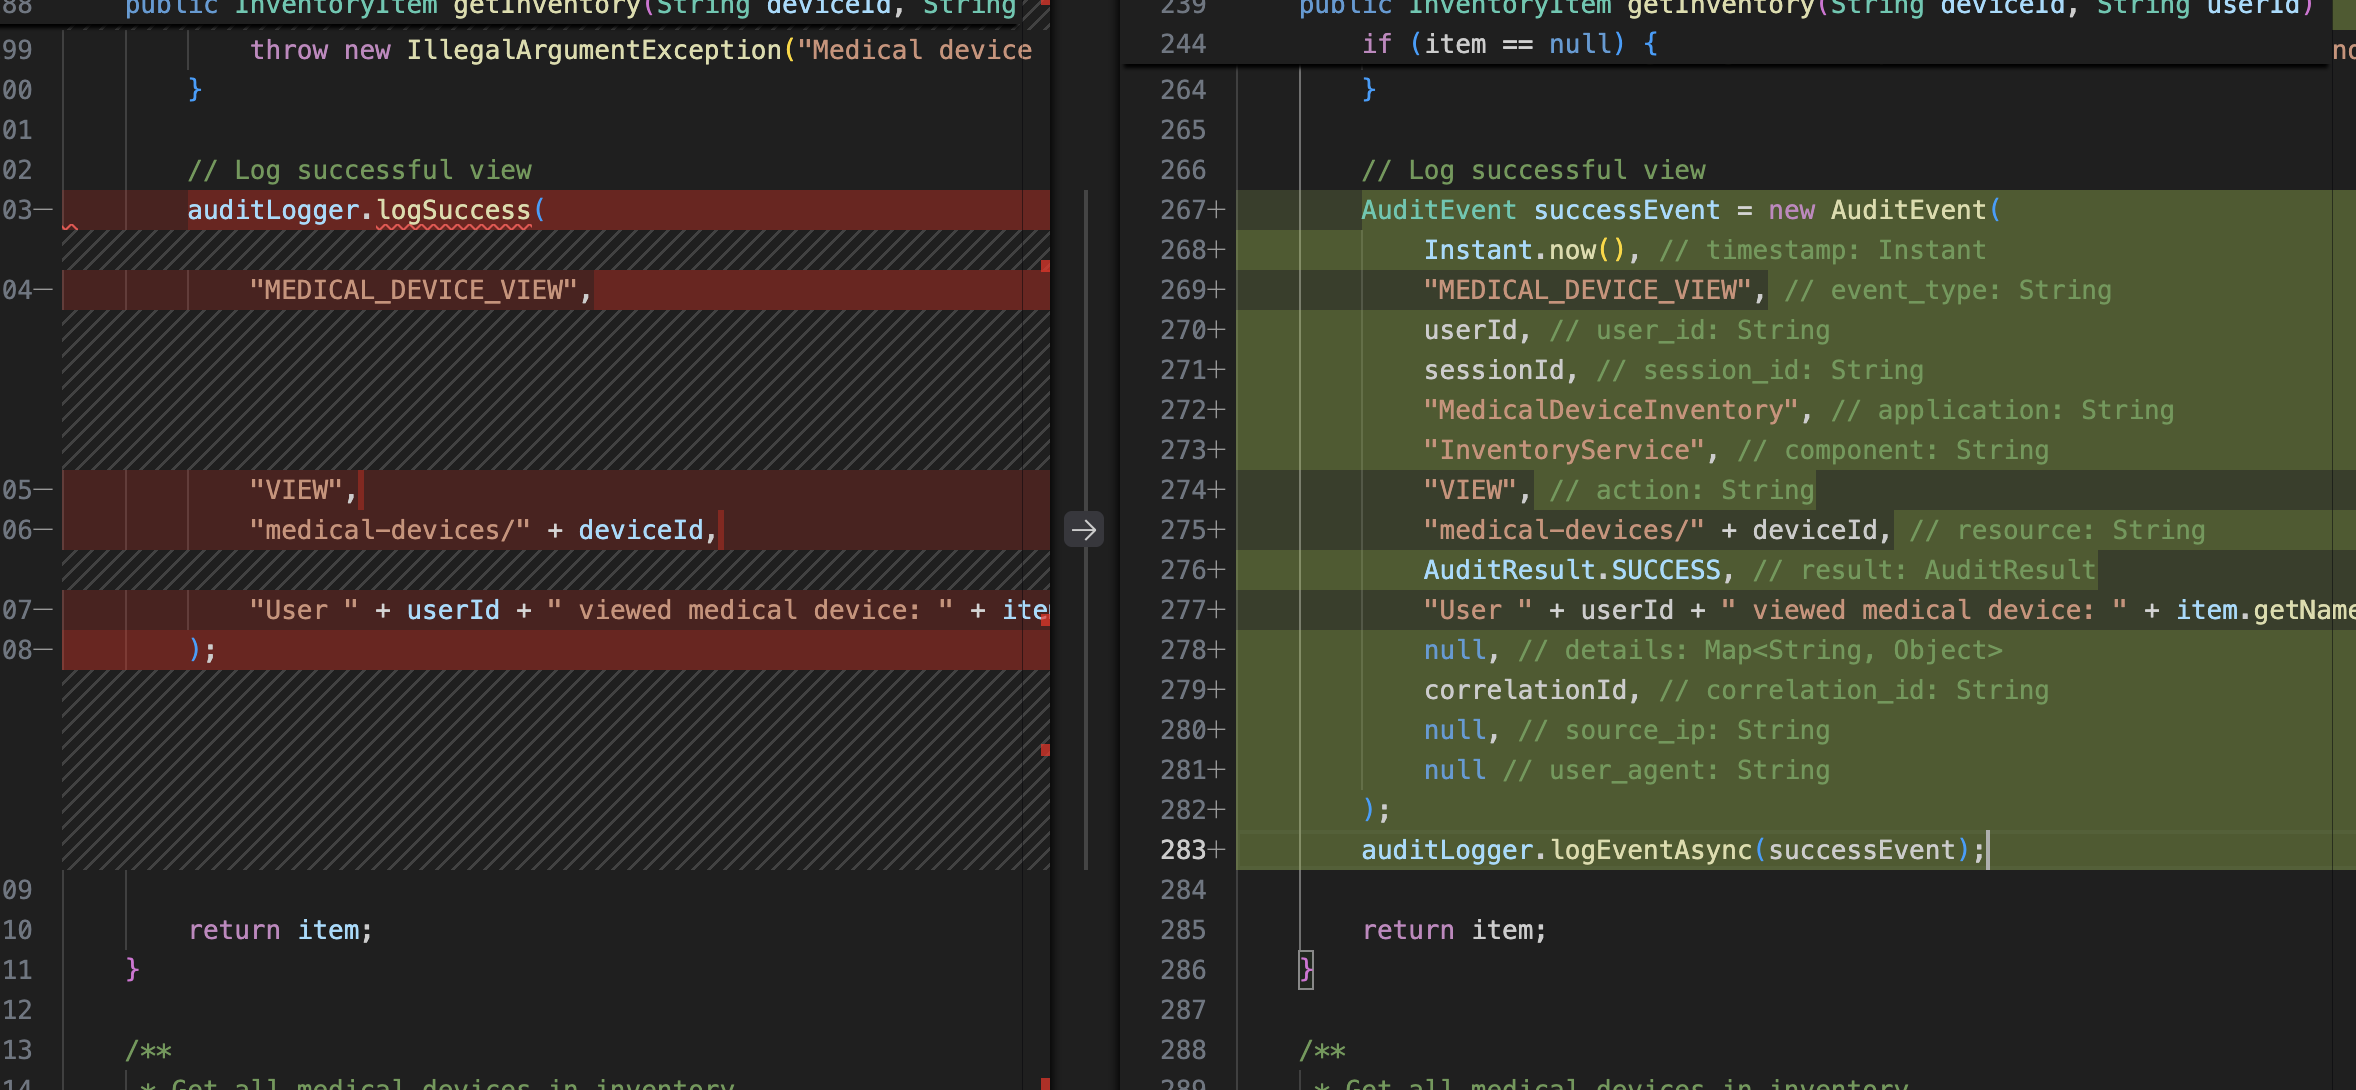 88 public InventoryItem getInventory(String deviceId, String
99 throw new IllegalArgumentException("Medical device
00 }
01
02 // Log successful view
03— auditLogger.logSuccess(
04— "MEDICAL_DEVICE_VIEW",
05— "VIEW",
06— "medical-devices/" + deviceId,
07— "User " + userId + " viewed medical device: " + ite
08— );
09
10 return item;
11 }
12
13 /**
14 * Get all medical devices in inventory
239 public InventoryItem getInventory(String deviceId, String userId)
244 if (item == null) {
264 }
265
266 // Log successful view
267+ AuditEvent successEvent = new AuditEvent(
268+ Instant.now(), // timestamp: Instant
269+ "MEDICAL_DEVICE_VIEW", // event_type: String
270+ userId, // user_id: String
271+ sessionId, // session_id: String
272+ "MedicalDeviceInventory", // application: String
273+ "InventoryService", // component: String
274+ "VIEW", // action: String
275+ "medical-devices/" + deviceId, // resource: String
276+ AuditResult.SUCCESS, // result: AuditResult
277+ "User " + userId + " viewed medical device: " + item.getName
278+ null, // details: Map<String, Object>
279+ correlationId, // correlation_id: String
280+ null, // source_ip: String
281+ null // user_agent: String
282+ );
283+ auditLogger.logEventAsync(successEvent);
284
285 return item;
286 }
287
288 /**
289 * Get all medical devices in inventory